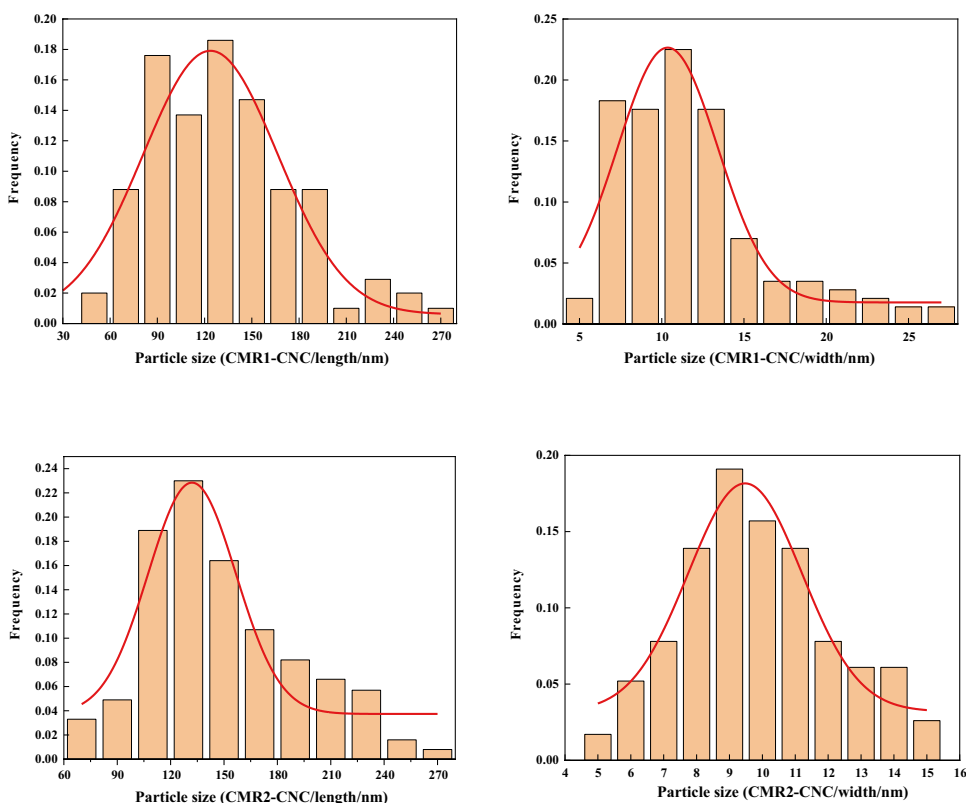 0.20
0.18
0.16
0.14
0.12
0.10
0.08
0.06
0.04
0.02
0.00
Frequency
30 60 90 120 150 180 210 240 270
Particle size (CMR1-CNC/length/nm)
0.25
0.20
0.15
0.10
0.05
0.00
Frequency
5 10 15 20 25
Particle size (CMR1-CNC/width/nm)
0.24
0.22
0.20
0.18
0.16
0.14
0.12
0.10
0.08
0.06
0.04
0.02
0.00
Frequency
60 90 120 150 180 210 240 270
Particle size (CMR2-CNC/length/nm)
0.20
0.15
0.10
0.05
0.00
Frequency
4 5 6 7 8 9 10 11 12 13 14 15 16
Particle size (CMR2-CNC/width/nm)